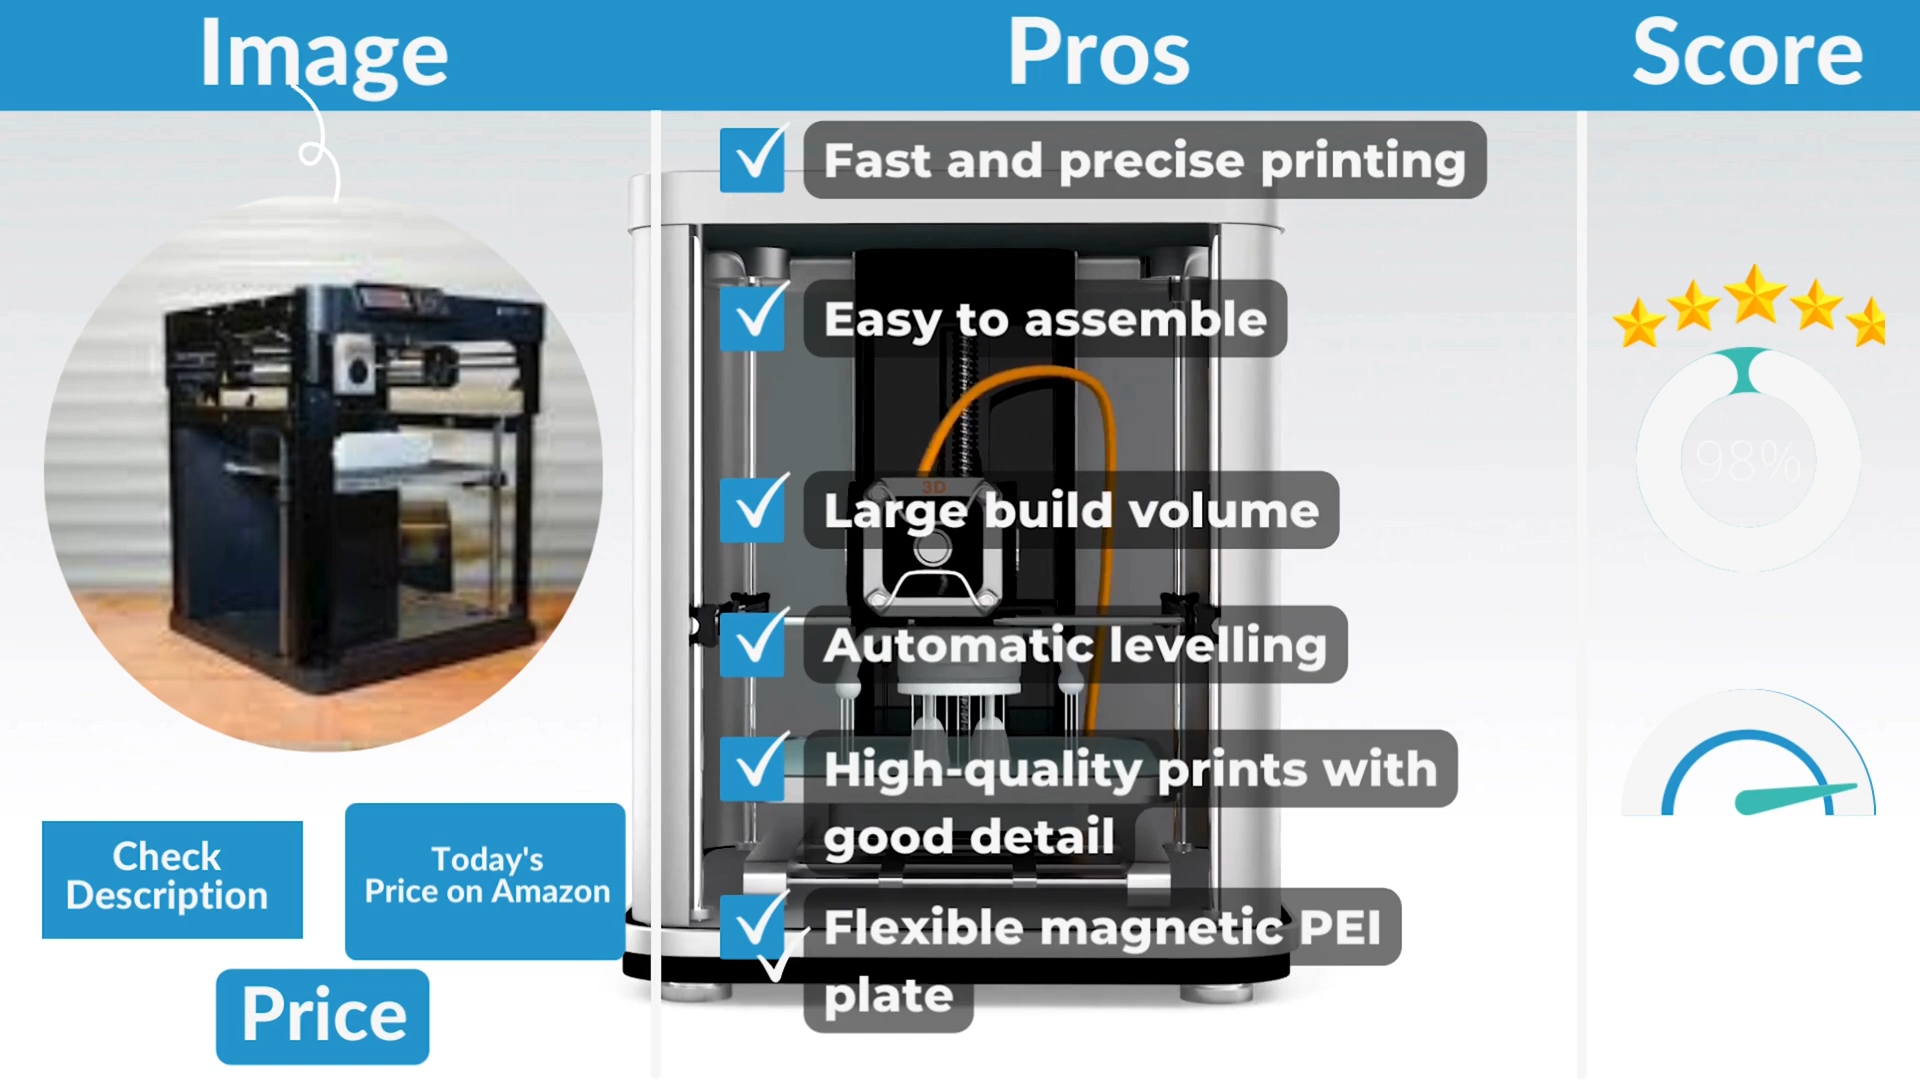 Image
Pros
Score
Fast and precise printing
Easy to assemble
3D
Large build volume
Automatic levelling
High-quality prints with
good detail
Flexible magnetic PEI
plate
98%
Check
Description
Today's
Price on Amazon
Price